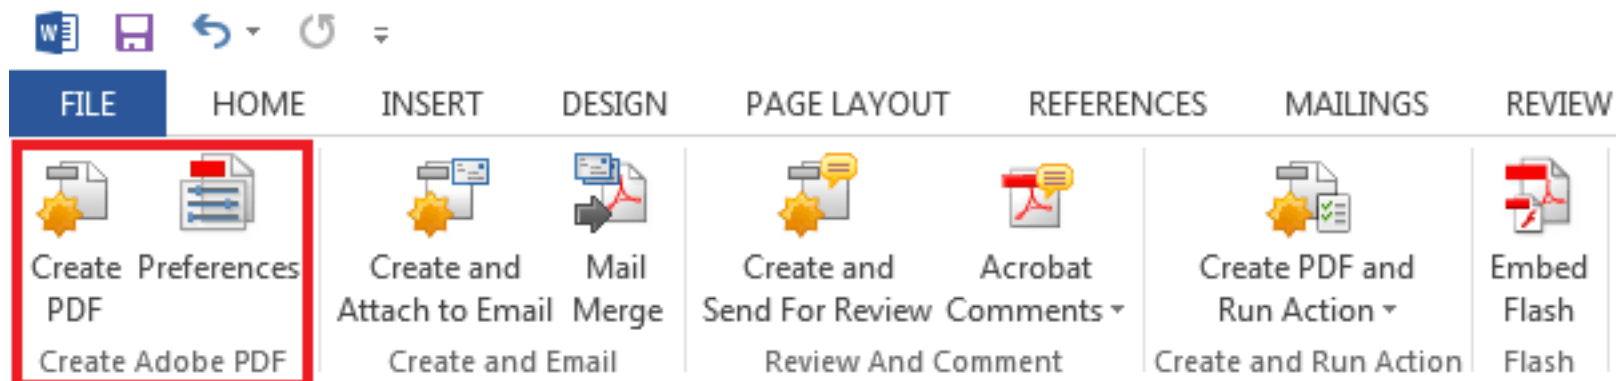 FILE HOME INSERT DESIGN PAGE LAYOUT REFERENCES MAILINGS REVIEW
Create Preferences Create and Mail Create and Acrobat Create PDF and Embed
PDF Attach to Email Merge Send For Review Comments Run Action Flash
Create Adobe PDF Create and Email Review And Comment Create and Run Action Flash